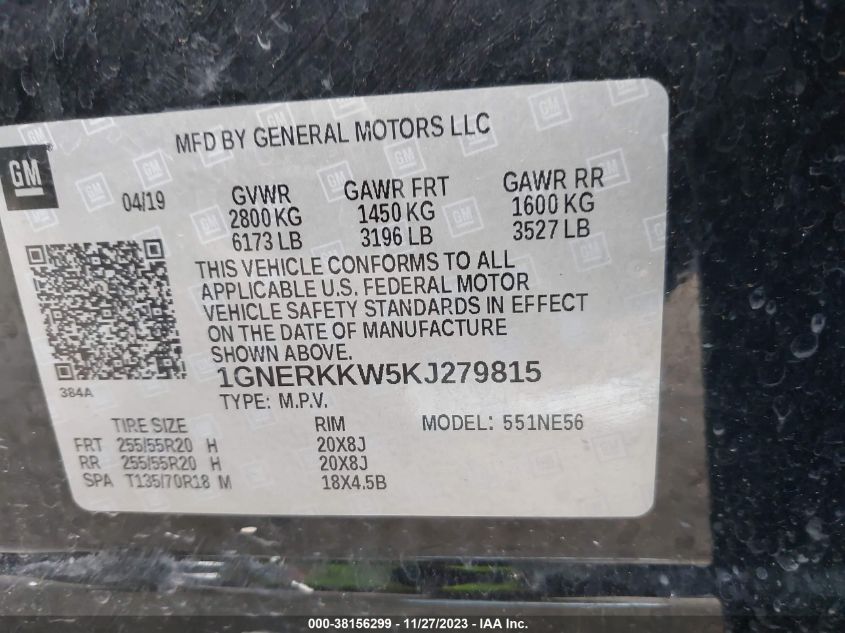 MFD BY GENERAL MOTORS LLC
GM
04/19 GVWR GAWR FRT GAWR RR
2800 KG 1450 KG 1600 KG
6173 LB 3196 LB 3527 LB
THIS VEHICLE CONFORMS TO ALL
APPLICABLE U.S. FEDERAL MOTOR
VEHICLE SAFETY STANDARDS IN EFFECT
ON THE DATE OF MANUFACTURE
SHOWN ABOVE.
384A
1GNERKKW5KJ279815
TYPE: M.P.V.
TIRE SIZE RIM MODEL: 551NE56
FRT 255/55R20 H 20X8J
RR 255/55R20 H 20X8J
SPA T135/70R18 M 18X4.5B
000-38156299 - 11/27/2023 - IAAI.com